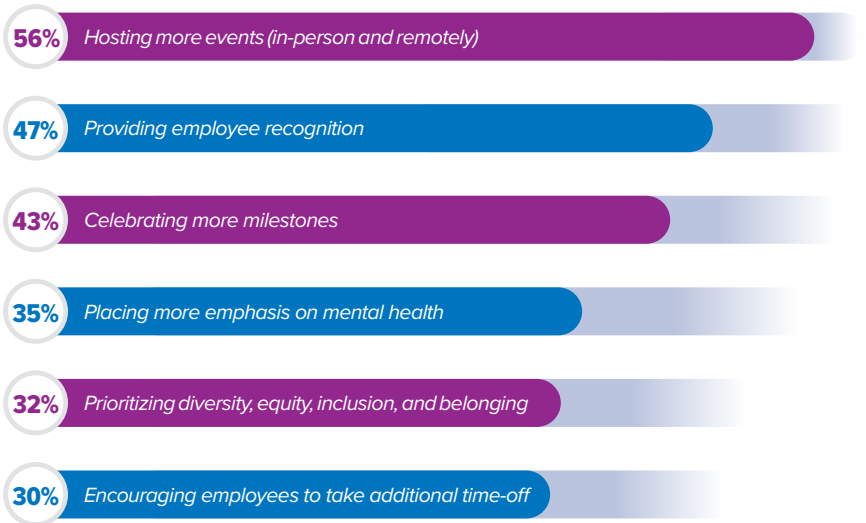 56% Hosting more events (in-person and remotely)
47% Providing employee recognition
43% Celebrating more milestones
35% Placing more emphasis on mental health
32% Prioritizing diversity, equity, inclusion, and belonging
30% Encouraging employees to take additional time-off